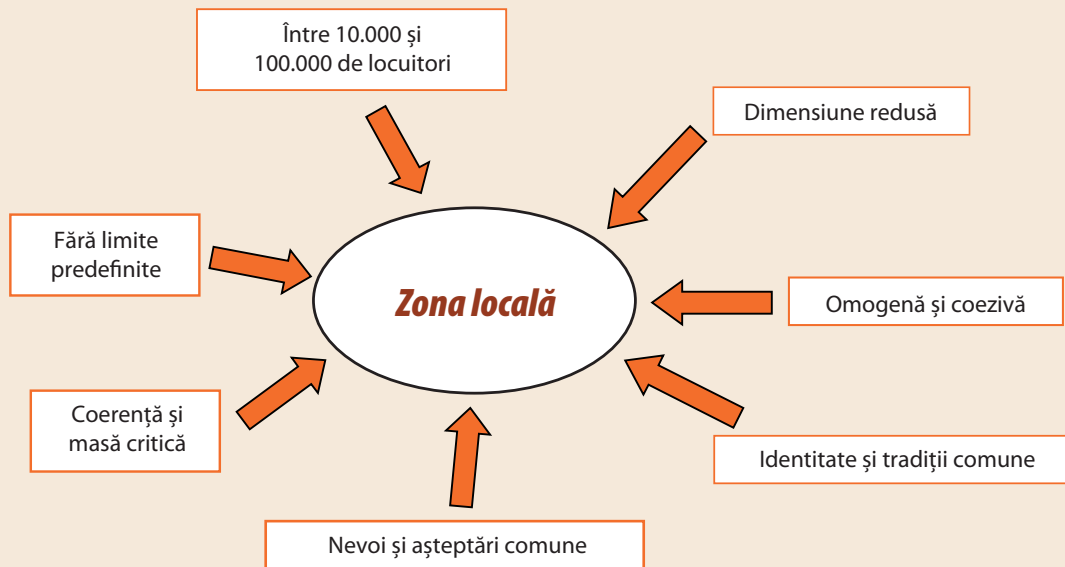 Între 10.000 și
100.000 de locuitori
Dimensiune redusă
Fără limite
predefinite
Zona locală
Omogenă și coezivă
Coerență și
masă critică
Identitate și tradiții comune
Nevoi și așteptări comune